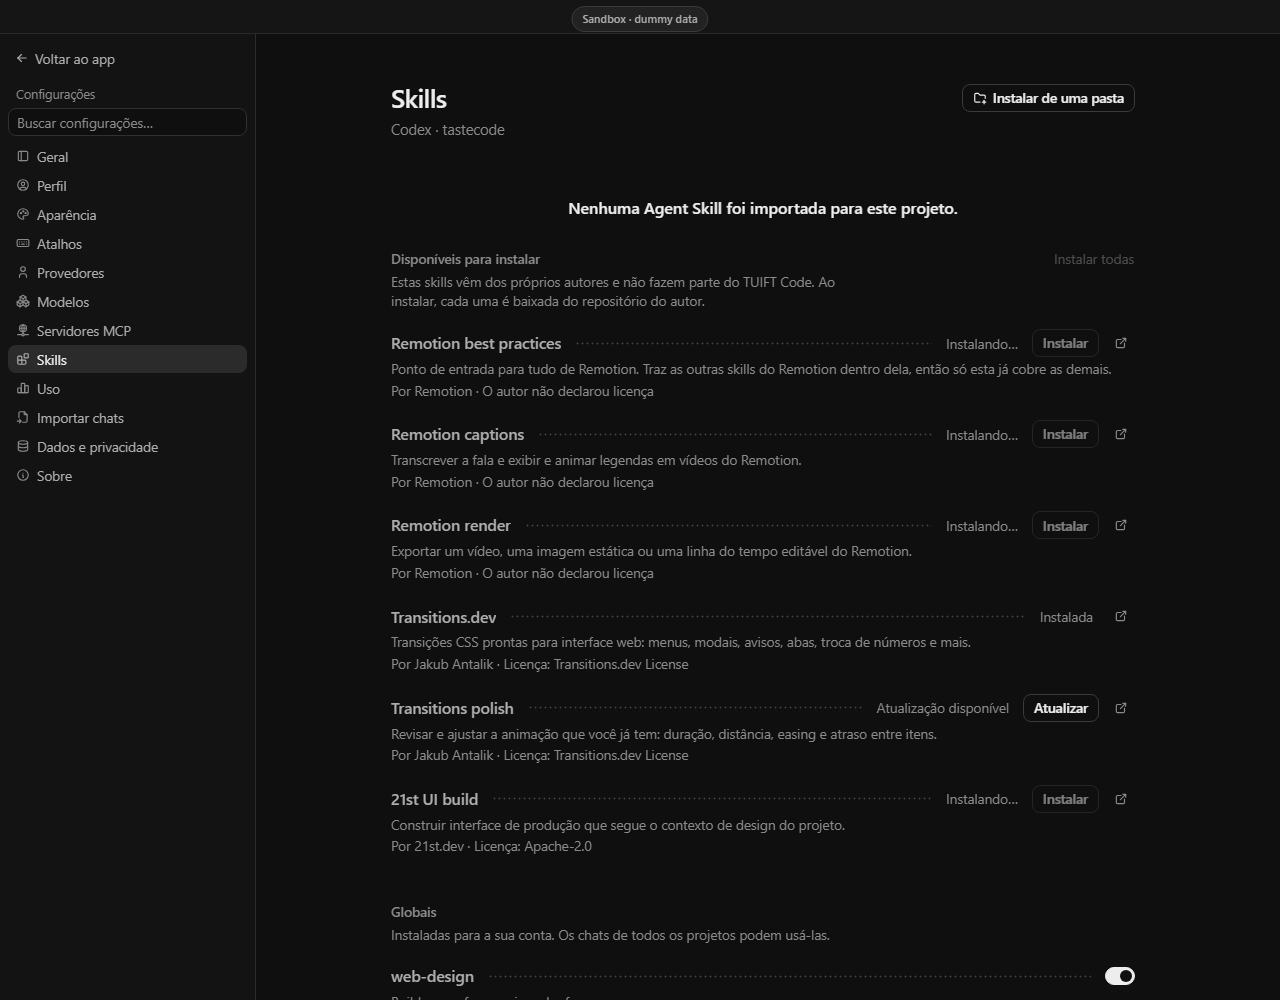 Sandbox · dummy data
Voltar ao app
Configurações
Buscar configurações...
Geral
Perfil
Aparência
Atalhos
Provedores
Modelos
Servidores MCP
Skills
Uso
Importar chats
Dados e privacidade
Sobre
Skills
Instalar de uma pasta
Codex · tastecode
Nenhuma Agent Skill foi importada para este projeto.
Disponíveis para instalar
Instalar todas
Estas skills vêm dos próprios autores e não fazem parte do TUIFT Code. Ao
instalar, cada uma é baixada do repositório do autor.
Remotion best practices Instalando... Instalar
Ponto de entrada para tudo de Remotion. Traz as outras skills do Remotion dentro dela, então só esta já cobre as demais.
Por Remotion · O autor não declarou licença
Remotion captions Instalando... Instalar
Transcrever a fala e exibir e animar legendas em vídeos do Remotion.
Por Remotion · O autor não declarou licença
Remotion render Instalando... Instalar
Exportar um vídeo, uma imagem estática ou uma linha do tempo editável do Remotion.
Por Remotion · O autor não declarou licença
Transitions.dev Instalada
Transições CSS prontas para interface web: menus, modais, avisos, abas, troca de números e mais.
Por Jakub Antalik · Licença: Transitions.dev License
Transitions polish Atualização disponível Atualizar
Revisar e ajustar a animação que você já tem: duração, distância, easing e atraso entre itens.
Por Jakub Antalik · Licença: Transitions.dev License
21st UI build Instalando... Instalar
Construir interface de produção que segue o contexto de design do projeto.
Por 21st.dev · Licença: Apache-2.0
Globais
Instaladas para a sua conta. Os chats de todos os projetos podem usá-las.
web-design